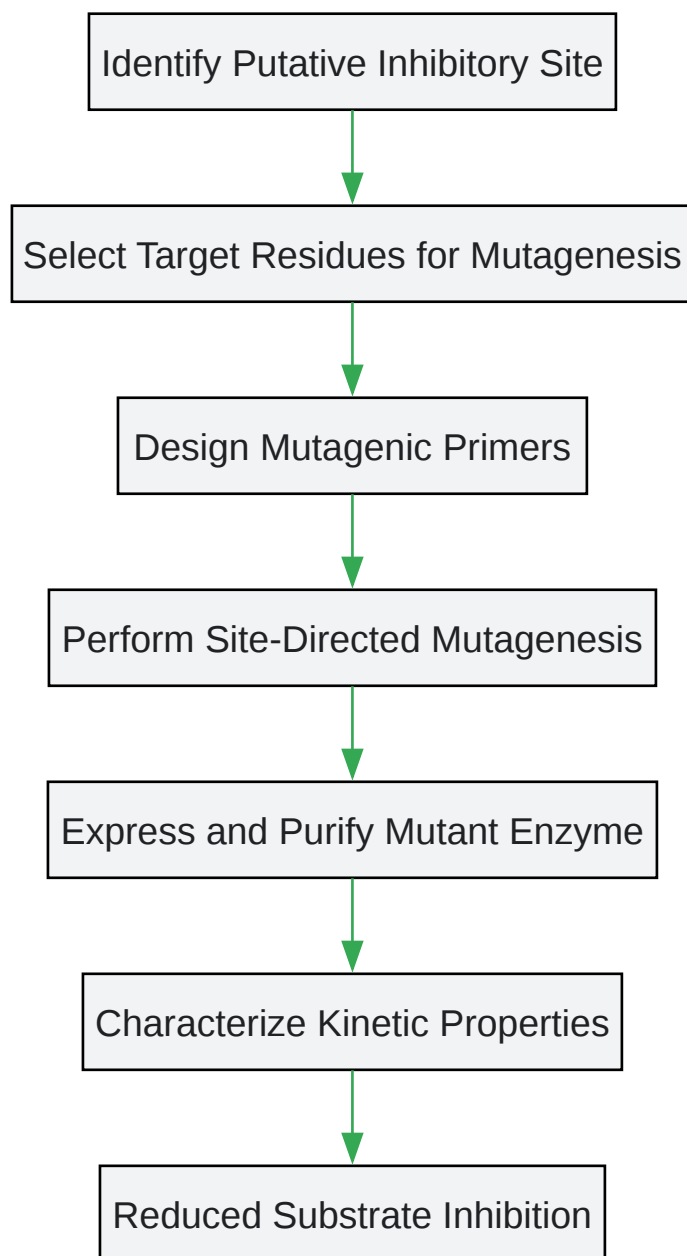 Identify Putative Inhibitory Site
Select Target Residues for Mutagenesis
Design Mutagenic Primers
Perform Site-Directed Mutagenesis
Express and Purify Mutant Enzyme
Characterize Kinetic Properties
Reduced Substrate Inhibition